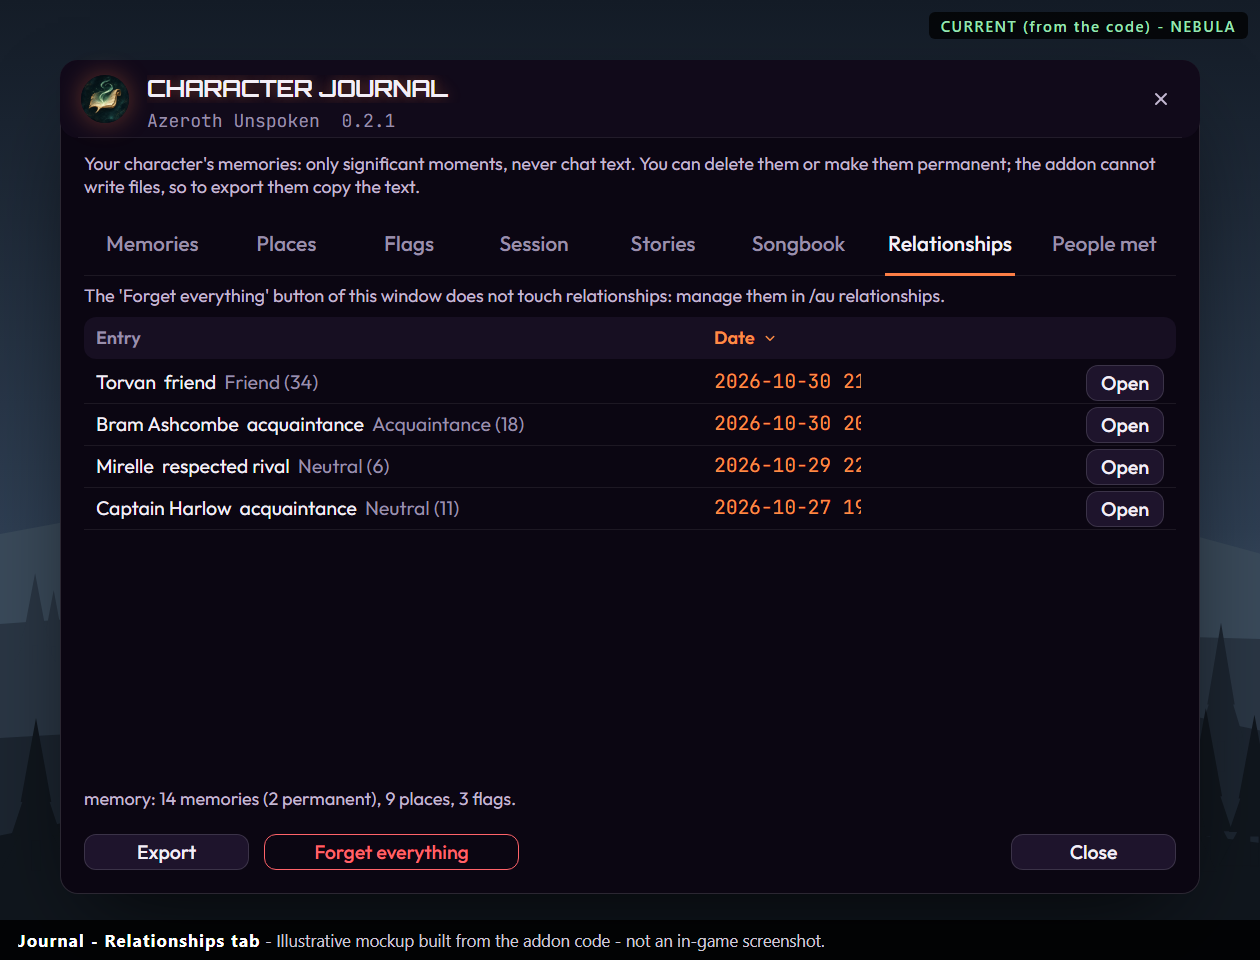 CURRENT (from the code) - NEBULA
CHARACTER JOURNAL
Azeroth Unspoken 0.2.1
Your character's memories: only significant moments, never chat text. You can delete them or make them permanent; the addon cannot
write files, so to export them copy the text.
Memories Places Flags Session Stories Songbook Relationships People met
The 'Forget everything' button of this window does not touch relationships: manage them in /au relationships.
Entry Date
Torvan friend Friend (34) 2026-10-30 21 Open
Bram Ashcombe acquaintance Acquaintance (18) 2026-10-30 20 Open
Mirelle respected rival Neutral (6) 2026-10-29 22 Open
Captain Harlow acquaintance Neutral (11) 2026-10-27 19 Open
memory: 14 memories (2 permanent), 9 places, 3 flags.
Export Forget everything Close
Journal - Relationships tab - Illustrative mockup built from the addon code - not an in-game screenshot.